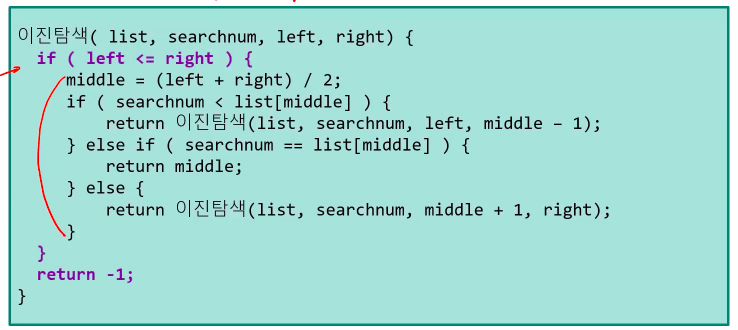 이진탐색( list, searchnum, left, right) {
if ( left <= right ) {
middle = (left + right) / 2;
if ( searchnum < list[middle] ) {
return 이진탐색(list, searchnum, left, middle – 1);
} else if ( searchnum == list[middle] ) {
return middle;
} else {
return 이진탐색(list, searchnum, middle + 1, right);
}
}
return -1;
}